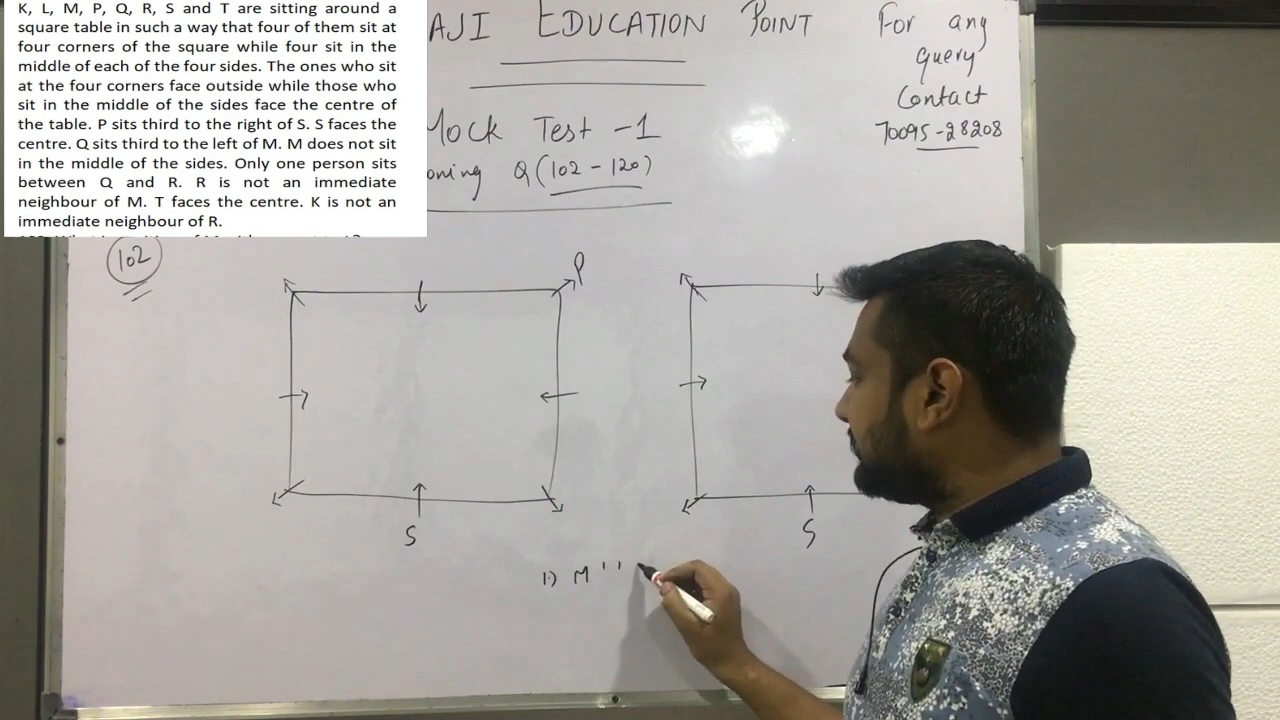 K, L, M, P, Q, R, S and T are sitting around a
square table in such a way that four of them sit at
four corners of the square while four sit in the
middle of each of the four sides. The ones who sit
at the four corners face outside while those who
sit in the middle of the sides face the centre of
the table. P sits third to the right of S. S faces the
centre. Q sits third to the left of M. M does not sit
in the middle of the sides. Only one person sits
between Q and R. R is not an immediate
neighbour of M. T faces the centre. K is not an
immediate neighbour of R.
AJI EDUCATION POINT
For any
query
Contact
70095-28208
Mock Test -1
oning Q(102-120)
102
P
S
S
1) M ' '